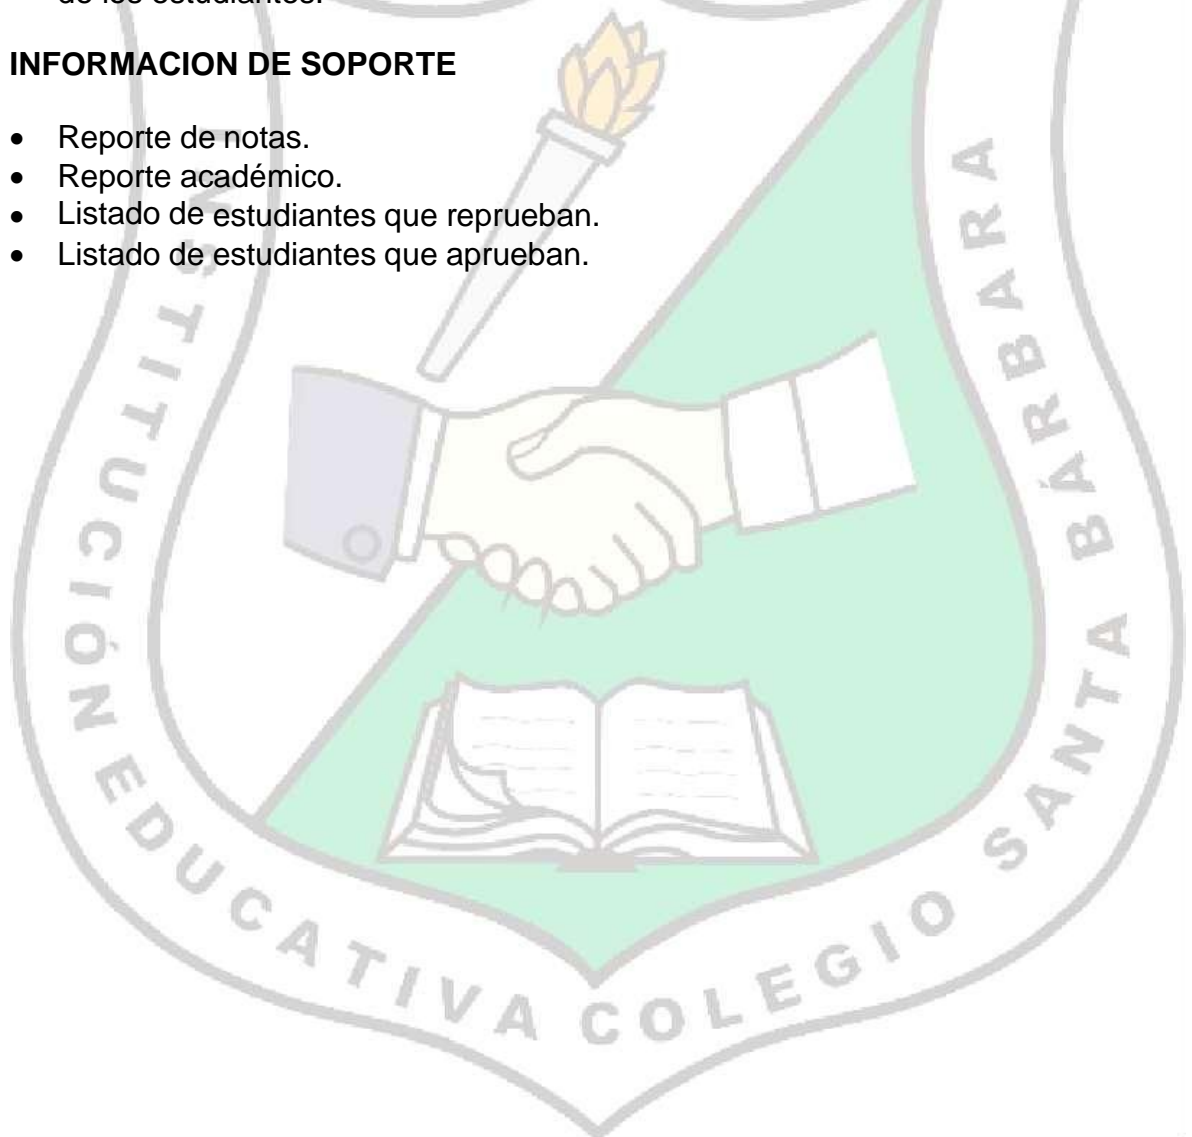 de los estudiantes.
INFORMACION DE SOPORTE
• Reporte de notas.
• Reporte académico.
• Listado de estudiantes que reprueban.
• Listado de estudiantes que aprueban.
INSTITUCIÓN EDUCATIVA COLEGIO SANTA BÁRBARA